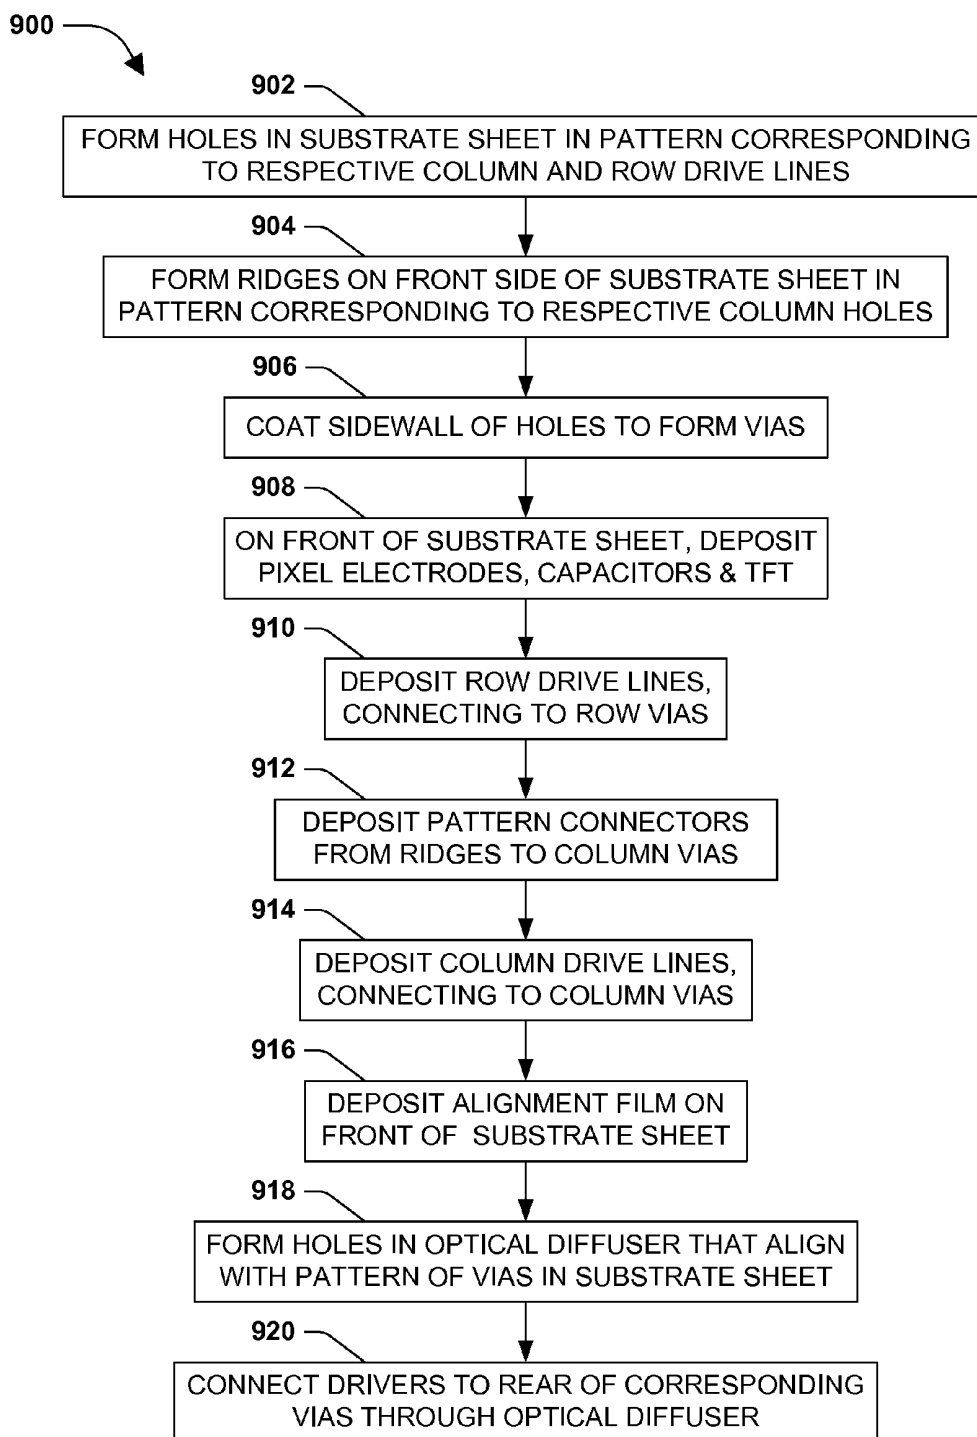 900
902
FORM HOLES IN SUBSTRATE SHEET IN PATTERN CORRESPONDING
TO RESPECTIVE COLUMN AND ROW DRIVE LINES
904
FORM RIDGES ON FRONT SIDE OF SUBSTRATE SHEET IN
PATTERN CORRESPONDING TO RESPECTIVE COLUMN HOLES
906
COAT SIDEWALL OF HOLES TO FORM VIAS
908
ON FRONT OF SUBSTRATE SHEET, DEPOSIT
PIXEL ELECTRODES, CAPACITORS & TFT
910
DEPOSIT ROW DRIVE LINES,
CONNECTING TO ROW VIAS
912
DEPOSIT PATTERN CONNECTORS
FROM RIDGES TO COLUMN VIAS
914
DEPOSIT COLUMN DRIVE LINES,
CONNECTING TO COLUMN VIAS
916
DEPOSIT ALIGNMENT FILM ON
FRONT OF SUBSTRATE SHEET
918
FORM HOLES IN OPTICAL DIFFUSER THAT ALIGN
WITH PATTERN OF VIAS IN SUBSTRATE SHEET
920
CONNECT DRIVERS TO REAR OF CORRESPONDING
VIAS THROUGH OPTICAL DIFFUSER